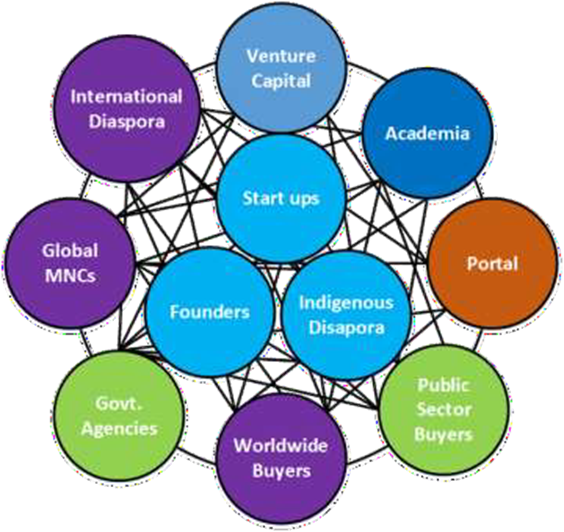 Venture
Capital
International
Diaspora
Academia
Start ups
Global
MNCs
Portal
Founders
Indigenous
Disapora
Govt.
Agencies
Public
Sector
Buyers
Worldwide
Buyers